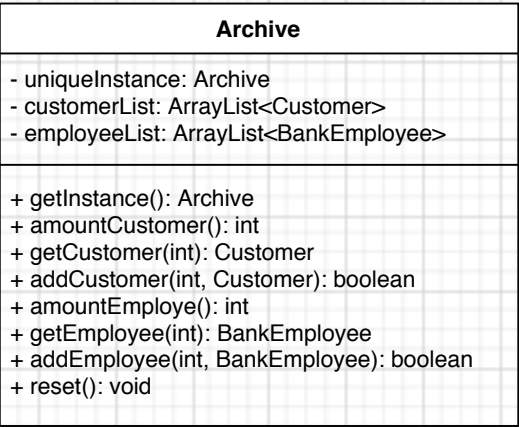 Archive
- uniqueInstance: Archive
- customerList: ArrayList<Customer>
- employeeList: ArrayList<BankEmployee>
+ getInstance(): Archive
+ amountCustomer(): int
+ getCustomer(int): Customer
+ addCustomer(int, Customer): boolean
+ amountEmploye(): int
+ getEmployee(int): BankEmployee
+ addEmployee(int, BankEmployee): boolean
+ reset(): void